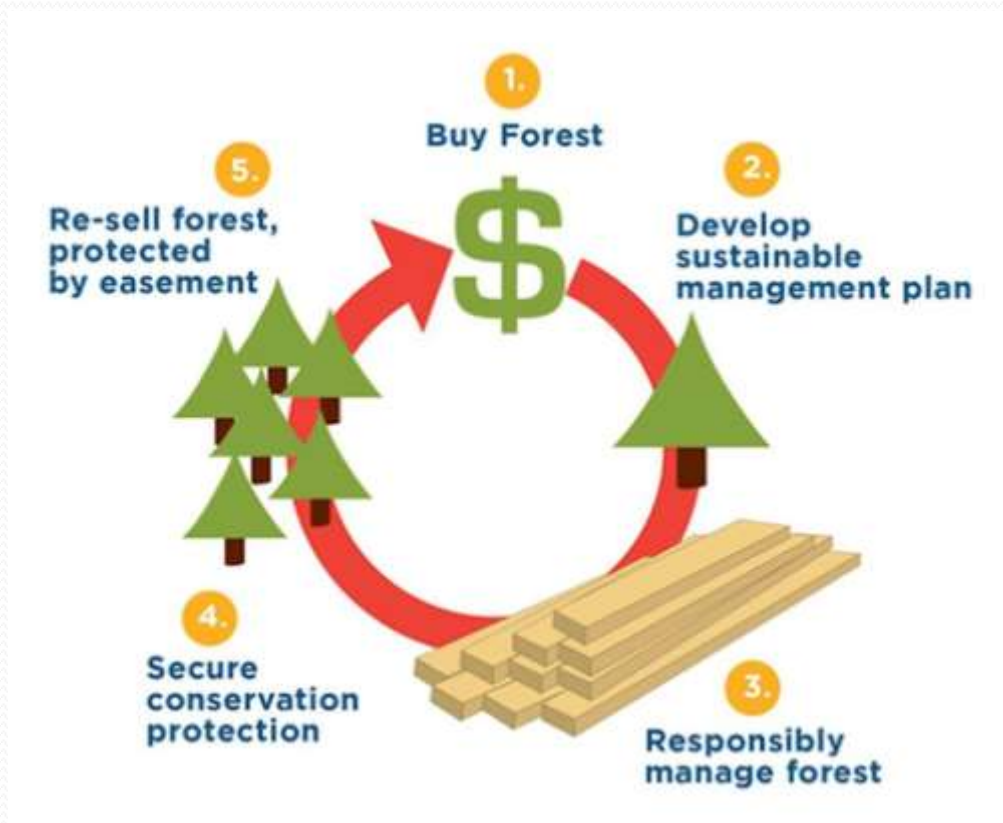 1.
Buy Forest
$
2.
Develop
sustainable
management plan
3.
Responsibly
manage forest
4.
Secure
conservation
protection
5.
Re-sell forest,
protected
by easement